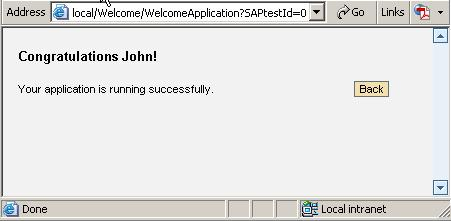 Address local/Welcome/WelcomeApplication?SAPtestId=0 Go Links
Congratulations John!
Your application is running successfully. Back
Done Local intranet